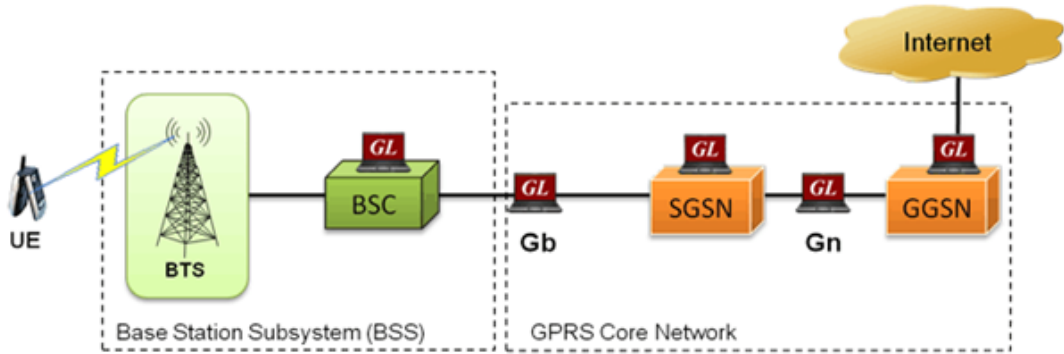 Internet
GL
GL
GL
GL
GL
BSC
SGSN
GGSN
UE
BTS
Gb
Gn
Base Station Subsystem (BSS)
GPRS Core Network